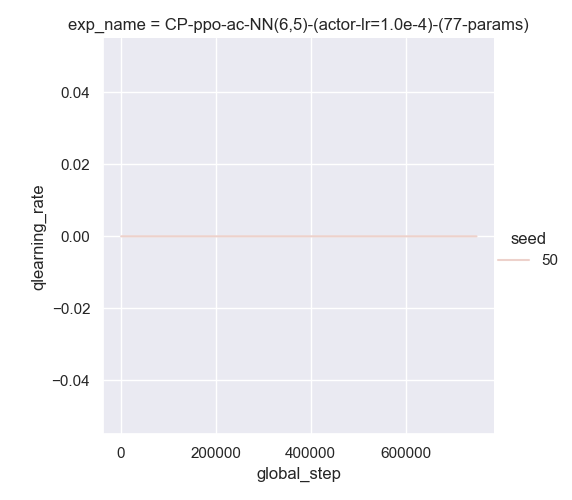 exp_name = CP-ppo-ac-NN(6,5)-(actor-lr=1.0e-4)-(77-params)
0.04
0.02
0.00
−0.02
−0.04
qlearning_rate
0 200000 400000 600000
global_step
seed
50